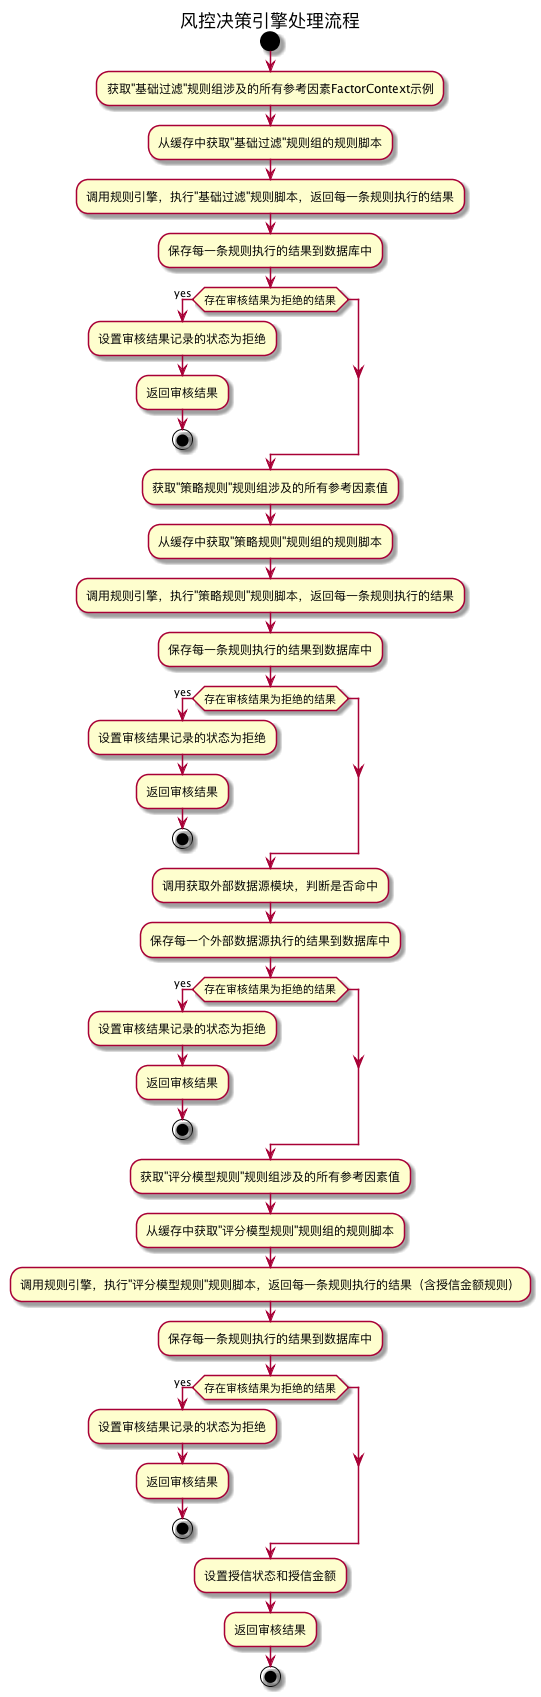 风控决策引擎处理流程
获取"基础过滤"规则组涉及的所有参考因素FactorContext示例
从缓存中获取"基础过滤"规则组的规则脚本
调用规则引擎，执行"基础过滤"规则脚本，返回每一条规则执行的结果
保存每一条规则执行的结果到数据库中
yes
存在审核结果为拒绝的结果
设置审核结果记录的状态为拒绝
返回审核结果
获取"策略规则"规则组涉及的所有参考因素值
从缓存中获取"策略规则"规则组的规则脚本
调用规则引擎，执行"策略规则"规则脚本，返回每一条规则执行的结果
保存每一条规则执行的结果到数据库中
yes
存在审核结果为拒绝的结果
设置审核结果记录的状态为拒绝
返回审核结果
调用获取外部数据源模块，判断是否命中
保存每一个外部数据源执行的结果到数据库中
yes
存在审核结果为拒绝的结果
设置审核结果记录的状态为拒绝
返回审核结果
获取"评分模型规则"规则组涉及的所有参考因素值
从缓存中获取"评分模型规则"规则组的规则脚本
调用规则引擎，执行"评分模型规则"规则脚本，返回每一条规则执行的结果（含授信金额规则）
保存每一条规则执行的结果到数据库中
yes
存在审核结果为拒绝的结果
设置审核结果记录的状态为拒绝
返回审核结果
设置授信状态和授信金额
返回审核结果